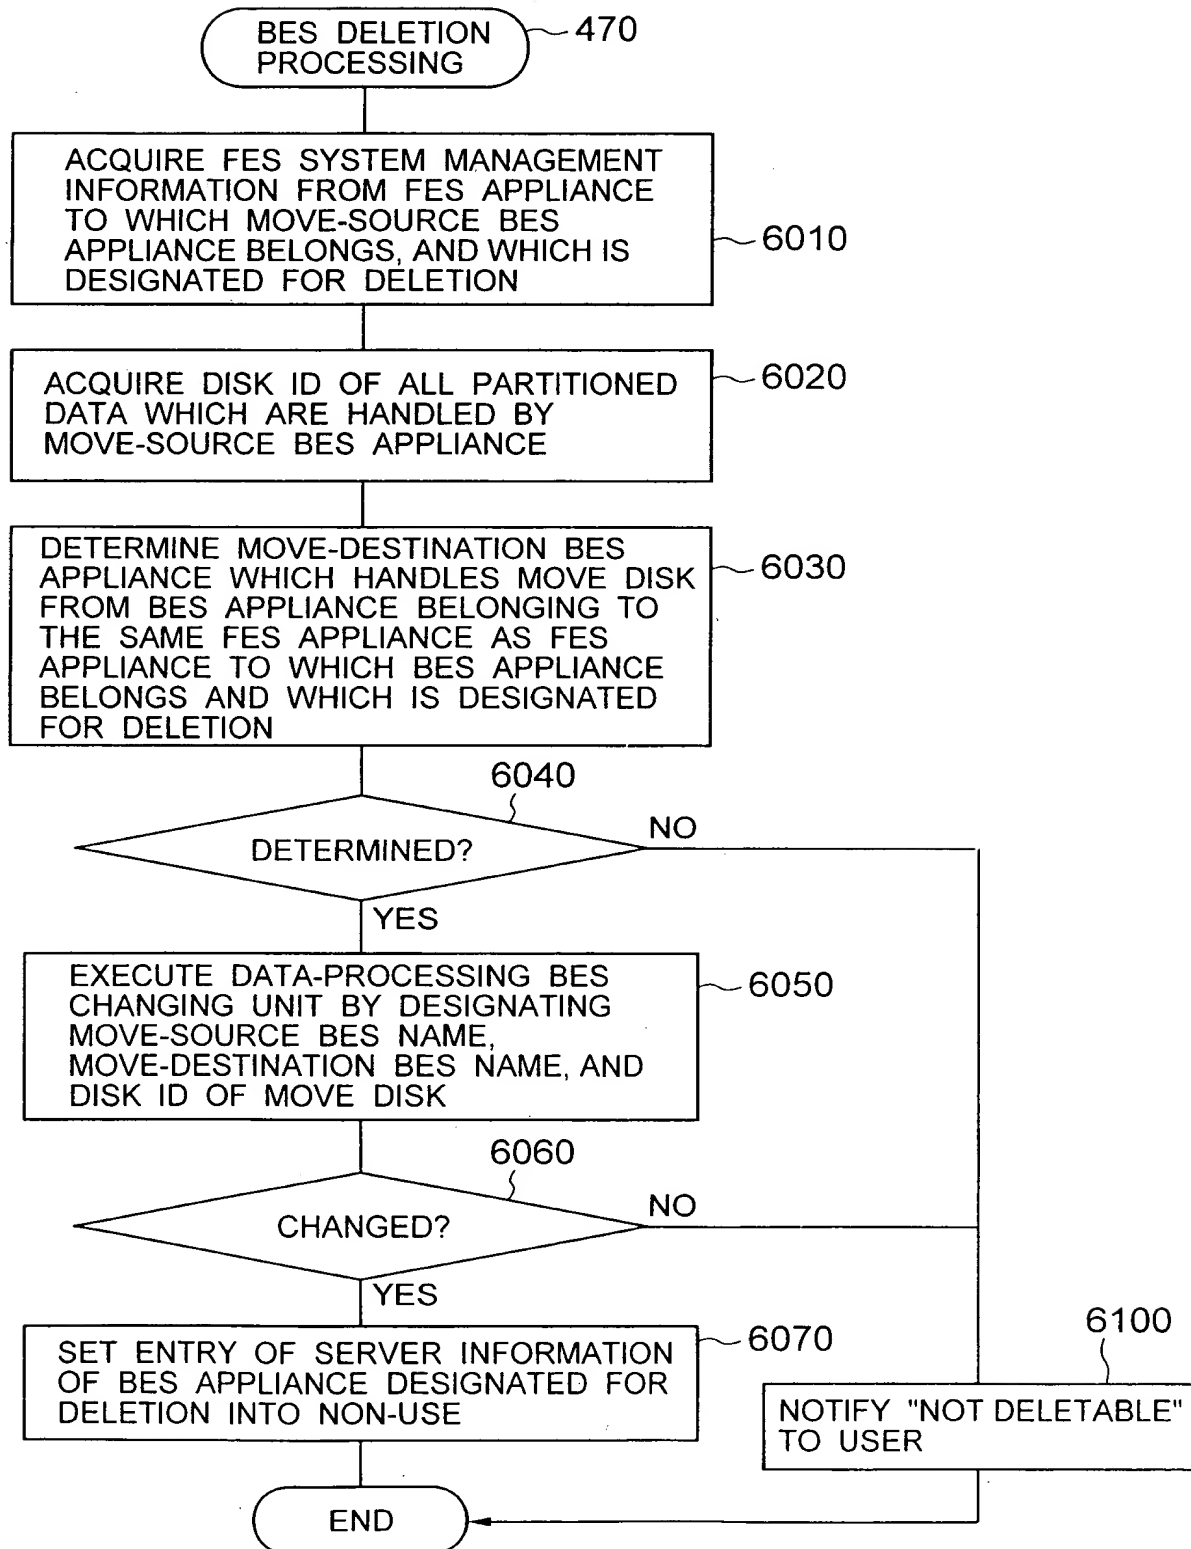 BES DELETION
PROCESSING
470
ACQUIRE FES SYSTEM MANAGEMENT
INFORMATION FROM FES APPLIANCE
TO WHICH MOVE-SOURCE BES
APPLIANCE BELONGS, AND WHICH IS
DESIGNATED FOR DELETION
6010
ACQUIRE DISK ID OF ALL PARTITIONED
DATA WHICH ARE HANDLED BY
MOVE-SOURCE BES APPLIANCE
6020
DETERMINE MOVE-DESTINATION BES
APPLIANCE WHICH HANDLES MOVE DISK
FROM BES APPLIANCE BELONGING TO
THE SAME FES APPLIANCE AS FES
APPLIANCE TO WHICH BES APPLIANCE
BELONGS AND WHICH IS DESIGNATED
FOR DELETION
6030
6040
DETERMINED?
NO
YES
EXECUTE DATA-PROCESSING BES
CHANGING UNIT BY DESIGNATING
MOVE-SOURCE BES NAME,
MOVE-DESTINATION BES NAME, AND
DISK ID OF MOVE DISK
6050
6060
CHANGED?
NO
YES
SET ENTRY OF SERVER INFORMATION
OF BES APPLIANCE DESIGNATED FOR
DELETION INTO NON-USE
6070
6100
NOTIFY "NOT DELETABLE"
TO USER
END